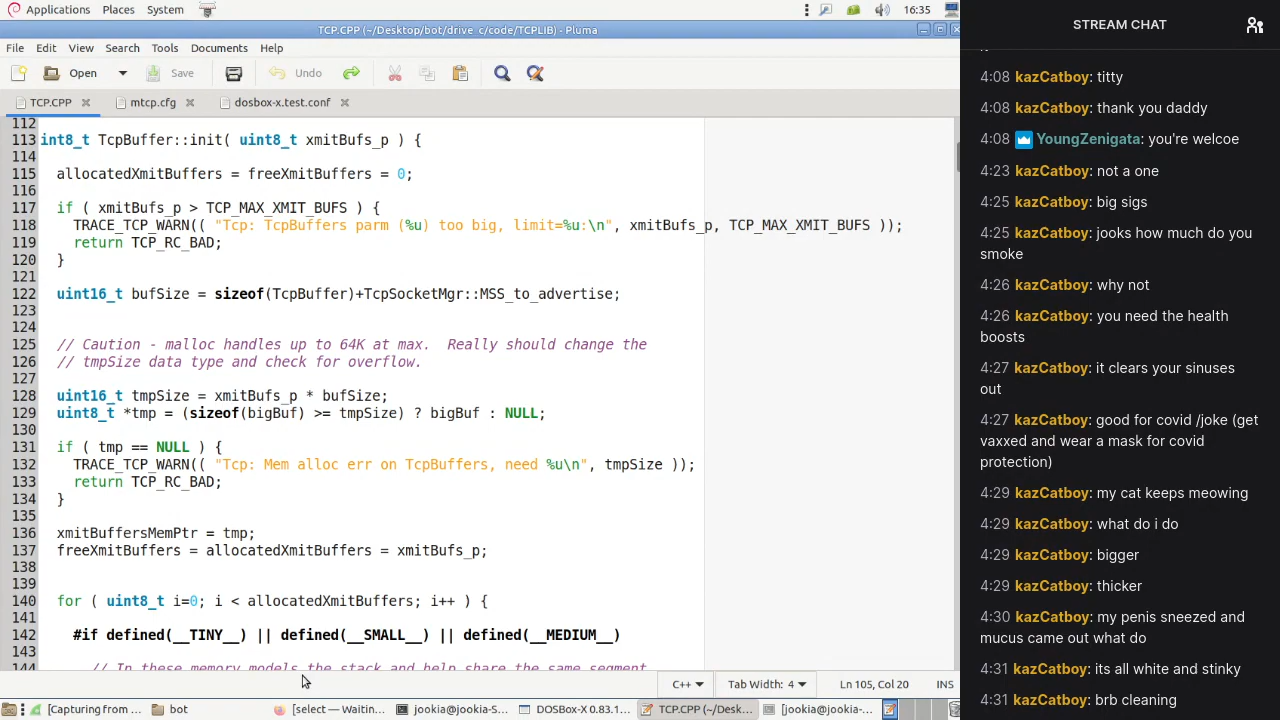 Applications Places System 16:35
TCP.CPP (~/Desktop/bot/drive_c/code/TCPLIB) - Pluma
File Edit View Search Tools Documents Help
Open Save Undo
TCP.CPP mtcp.cfg dosbox-x.test.conf
112
113 int8_t TcpBuffer::init( uint8_t xmitBufs_p ) {
114
115 allocatedXmitBuffers = freeXmitBuffers = 0;
116
117 if ( xmitBufs_p > TCP_MAX_XMIT_BUFS ) {
118 TRACE_TCP_WARN(( "Tcp: TcpBuffers parm (%u) too big, limit=%u:\n", xmitBufs_p, TCP_MAX_XMIT_BUFS ));
119 return TCP_RC_BAD;
120 }
121
122 uint16_t bufSize = sizeof(TcpBuffer)+TcpSocketMgr::MSS_to_advertise;
123
124
125 // Caution - malloc handles up to 64K at max.  Really should change the
126 // tmpSize data type and check for overflow.
127
128 uint16_t tmpSize = xmitBufs_p * bufSize;
129 uint8_t *tmp = (sizeof(bigBuf) >= tmpSize) ? bigBuf : NULL;
130
131 if ( tmp == NULL ) {
132 TRACE_TCP_WARN(( "Tcp: Mem alloc err on TcpBuffers, need %u\n", tmpSize ));
133 return TCP_RC_BAD;
134 }
135
136 xmitBuffersMemPtr = tmp;
137 freeXmitBuffers = allocatedXmitBuffers = xmitBufs_p;
138
139
140 for ( uint8_t i=0; i < allocatedXmitBuffers; i++ ) {
141
142 #if defined(__TINY__) || defined(__SMALL__) || defined(__MEDIUM__)
143
144 // In these memory models the stack and help share the same segment
C++ Tab Width: 4 Ln 105, Col 20 INS
[Capturing from ... bot [select — Waitin... jookia@jookia-S... DOSBox-X 0.83.1... TCP.CPP (~/Desk... [jookia@jookia-...
STREAM CHAT
4:08 kazCatboy: titty
4:08 kazCatboy: thank you daddy
4:08 YoungZenigata: you're welcoe
4:23 kazCatboy: not a one
4:25 kazCatboy: big sigs
4:25 kazCatboy: jooks how much do you
smoke
4:26 kazCatboy: why not
4:26 kazCatboy: you need the health
boosts
4:27 kazCatboy: it clears your sinuses
out
4:27 kazCatboy: good for covid /joke (get
vaxxed and wear a mask for covid
protection)
4:29 kazCatboy: my cat keeps meowing
4:29 kazCatboy: what do i do
4:29 kazCatboy: bigger
4:29 kazCatboy: thicker
4:30 kazCatboy: my penis sneezed and
mucus came out what do
4:31 kazCatboy: its all white and stinky
4:31 kazCatboy: brb cleaning